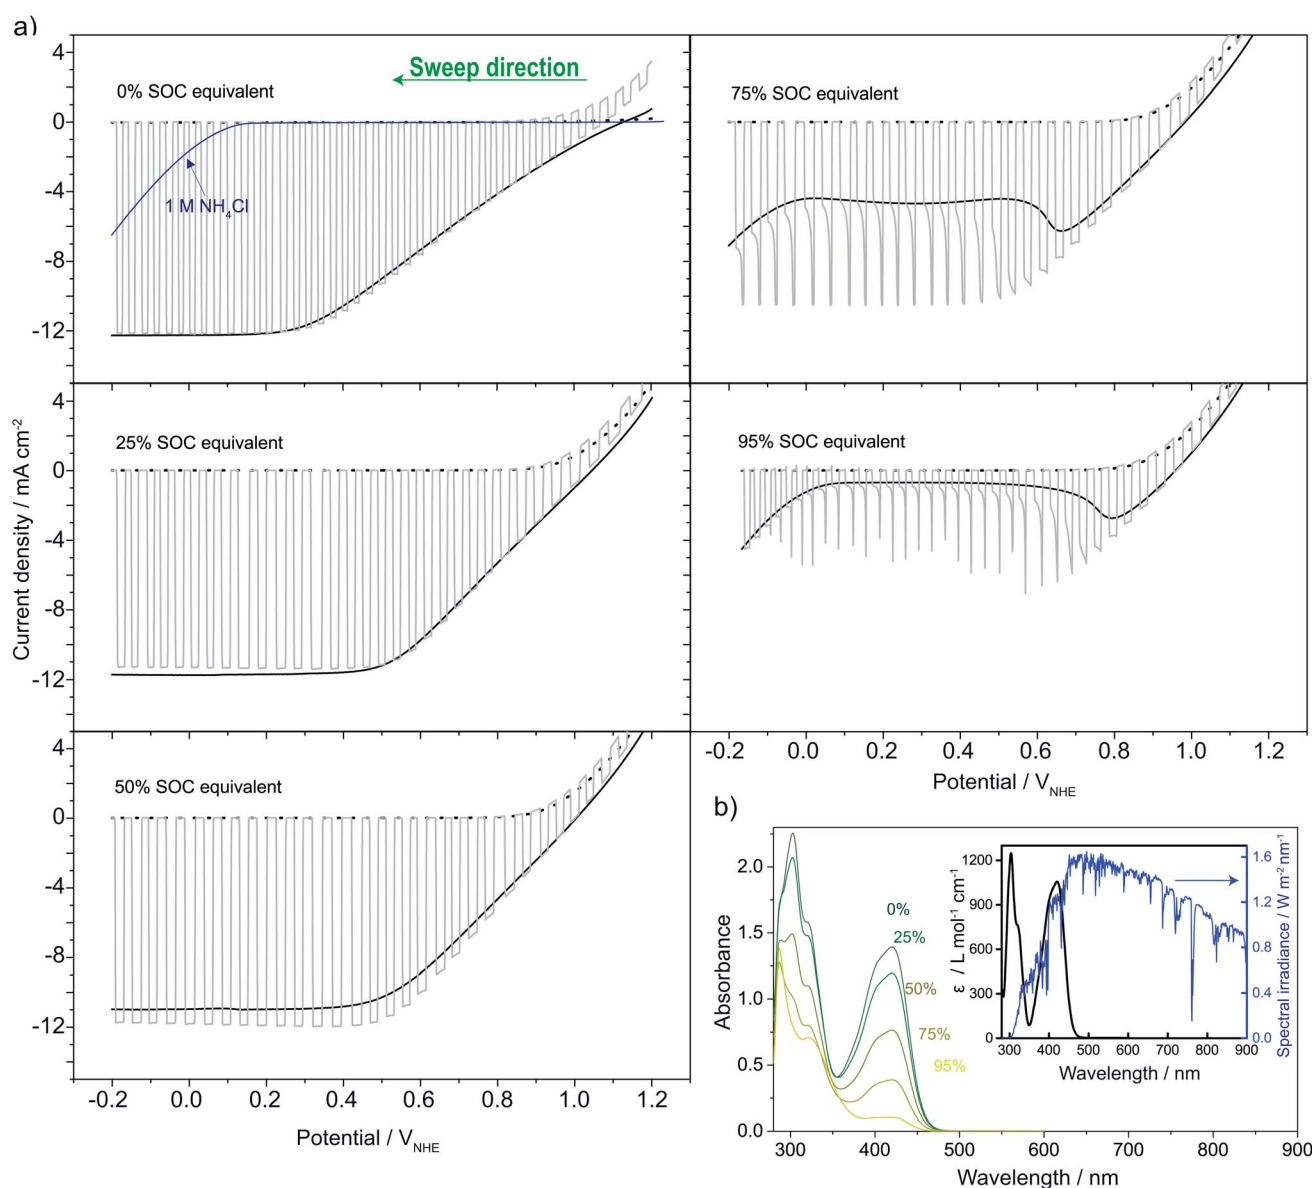 a)
Sweep direction
0% SOC equivalent
1 M NH4Cl
4
0
-4
-8
-12
75% SOC equivalent
25% SOC equivalent
4
0
-4
-8
-12
95% SOC equivalent
50% SOC equivalent
4
0
-4
-8
-12
Current density / mA cm-2
-0.2 0.0 0.2 0.4 0.6 0.8 1.0 1.2
Potential / VNHE
-0.2 0.0 0.2 0.4 0.6 0.8 1.0 1.2
Potential / VNHE
b)
2.0
1.5
1.0
0.5
0.0
Absorbance
0%
25%
50%
75%
95%
300 400 500 600 700 800 900
Wavelength / nm
1200
900
600
300
0
ε / L mol-1 cm-1
1.6
1.2
0.8
0.4
0.0
Spectral irradiance / W m-2 nm-1
300 400 500 600 700 800 900
Wavelength / nm